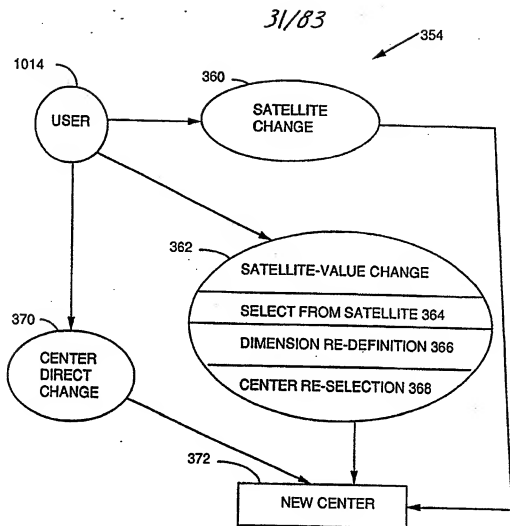 31/83
354
1014
360
USER
SATELLITE
CHANGE
362
SATELLITE-VALUE CHANGE
SELECT FROM SATELLITE 364
DIMENSION RE-DEFINITION 366
CENTER RE-SELECTION 368
370
CENTER
DIRECT
CHANGE
372
NEW CENTER